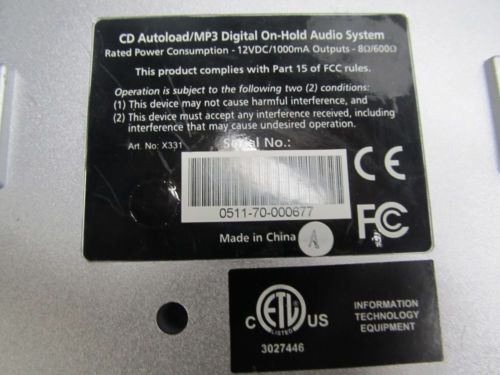 CD Autoload/MP3 Digital On-Hold Audio System
Rated Power Consumption - 12VDC/1000mA Outputs - 8Ω/600Ω
This product complies with Part 15 of FCC rules.
Operation is subject to the following two (2) conditions:
(1) This device may not cause harmful interference, and
(2) This device must accept any interference received, including
interference that may cause undesired operation.
Art. No: X331
Serial No.:
0511-70-000677
CE
FCC
Made in China
A
C ETL US
LISTED
3027446
INFORMATION
TECHNOLOGY
EQUIPMENT